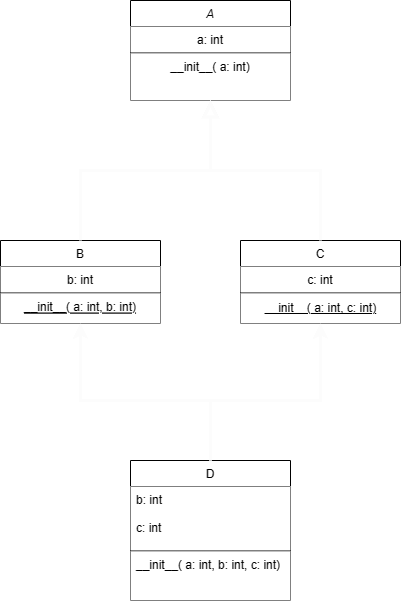 A
a: int
__init__( a: int)
B
b: int
__init__( a: int, b: int)
C
c: int
__init__( a: int, c: int)
D
b: int
c: int
__init__( a: int, b: int, c: int)